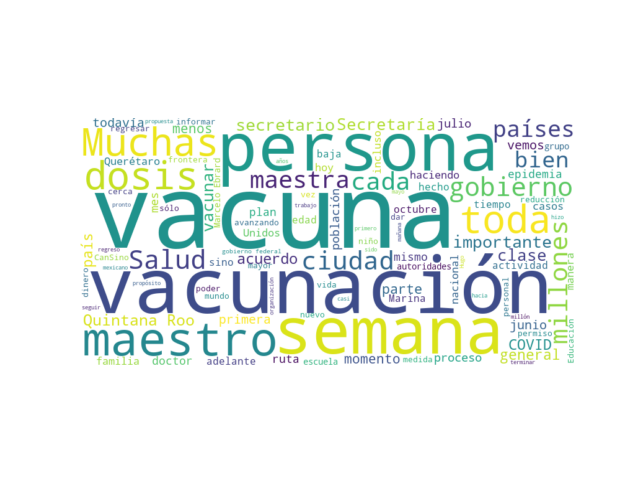 todavía propuesta informar secretario Secretaría julio
regresar menos Muchas persona incluso países
Querétaro frontera baja vemos grupo
cerca dosis vacunar Marcelo Ebrard años hoy haciendo bien epidemia
mes maestra cada hecho gobierno
sólo vez vacuna edad niño octubre tiempo reducción
pronto plan trabajo población dar primero toda hizo
avanzando Unidos mañana sido mismo importante
país regreso Salud acuerdo ciudad clase millones
CanSino gobierno federal mayor autoridades actividad manera
dinero mexicano vacunación nacional casos
propósito poder mundo organización vida parte hacia personal
seguir casi Marina
Quintana Roo primera nuevo junio millón
maestro semana permiso
COVID Educación
familia doctor adelante ruta escuela momento medida proceso general terminar